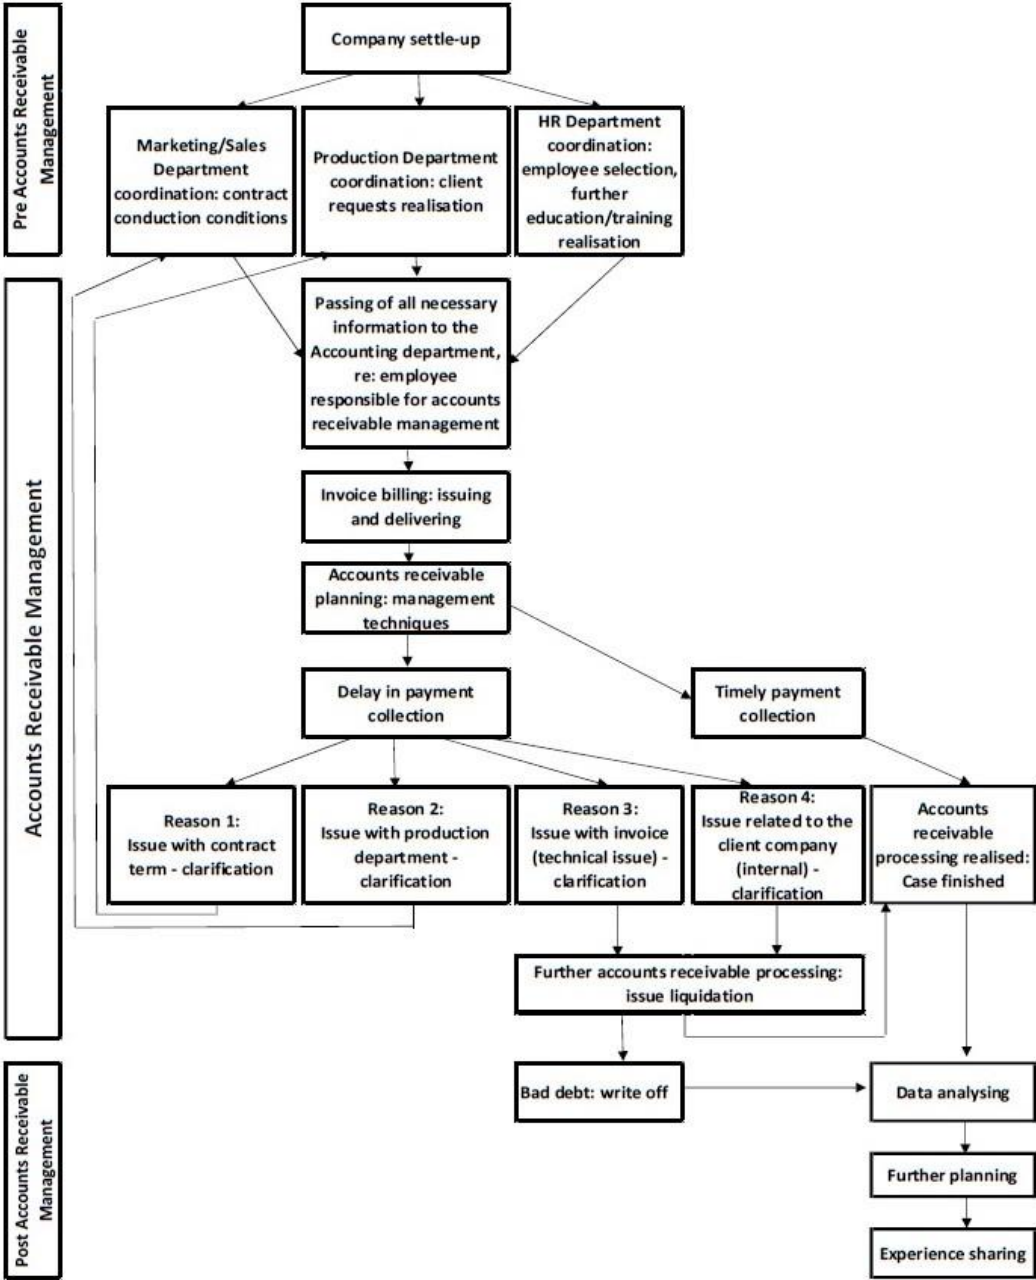 Pre Accounts Receivable
Management
Company settle-up
Marketing/Sales
Department
coordination: contract
conduction conditions
Production Department
coordination: client
requests realisation
HR Department
coordination:
employee selection,
further
education/training
realisation
Accounts Receivable Management
Passing of all necessary
information to the
Accounting department,
re: employee
responsible for accounts
receivable management
Invoice billing: issuing
and delivering
Accounts receivable
planning: management
techniques
Delay in payment
collection
Timely payment
collection
Reason 1:
Issue with contract
term - clarification
Reason 2:
Issue with production
department -
clarification
Reason 3:
Issue with invoice
(technical issue) -
clarification
Reason 4:
Issue related to the
client company
(internal) -
clarification
Accounts
receivable
processing realised:
Case finished
Further accounts receivable processing:
issue liquidation
Post Accounts Receivable
Management
Bad debt: write off
Data analysing
Further planning
Experience sharing